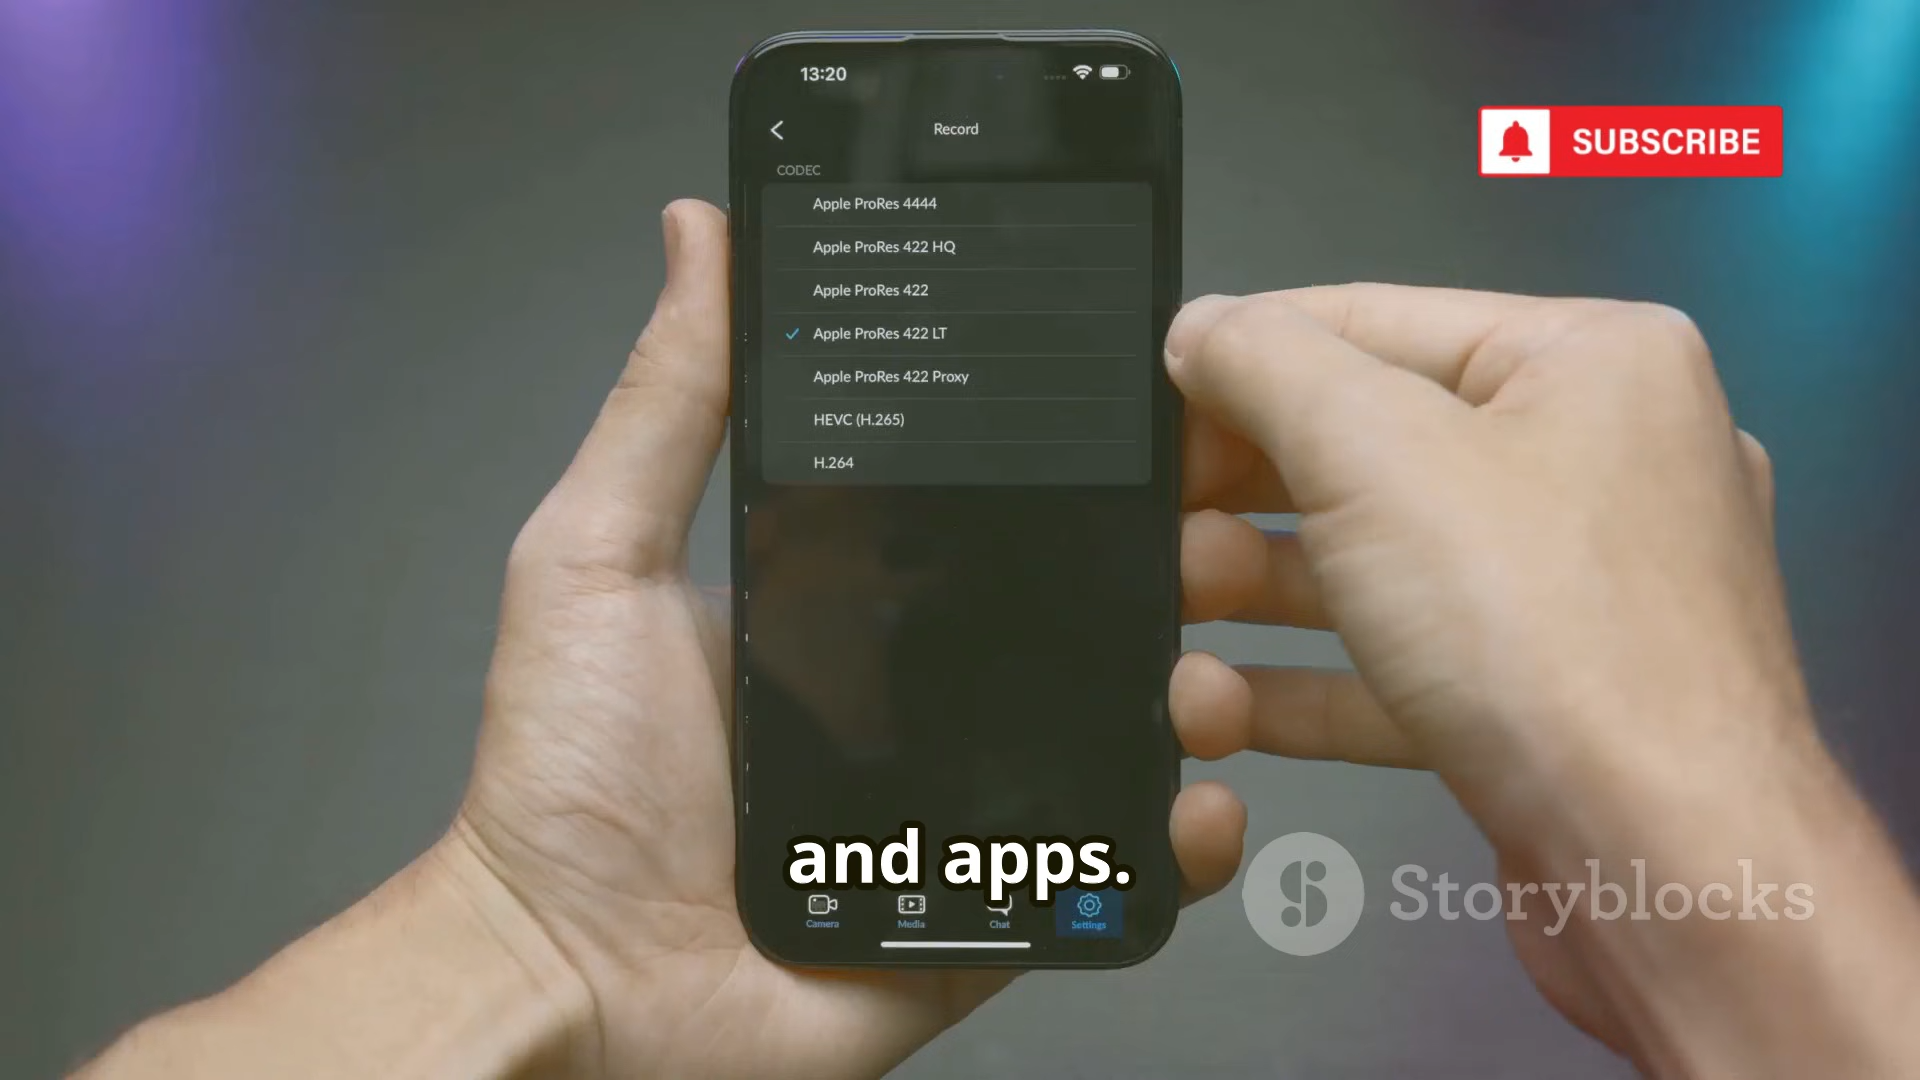 13:20
Record
SUBSCRIBE
CODEC
Apple ProRes 4444
Apple ProRes 422 HQ
Apple ProRes 422
Apple ProRes 422 LT
Apple ProRes 422 Proxy
HEVC (H.265)
H.264
and apps.
Storyblocks
Camera
Media
Chat
Settings